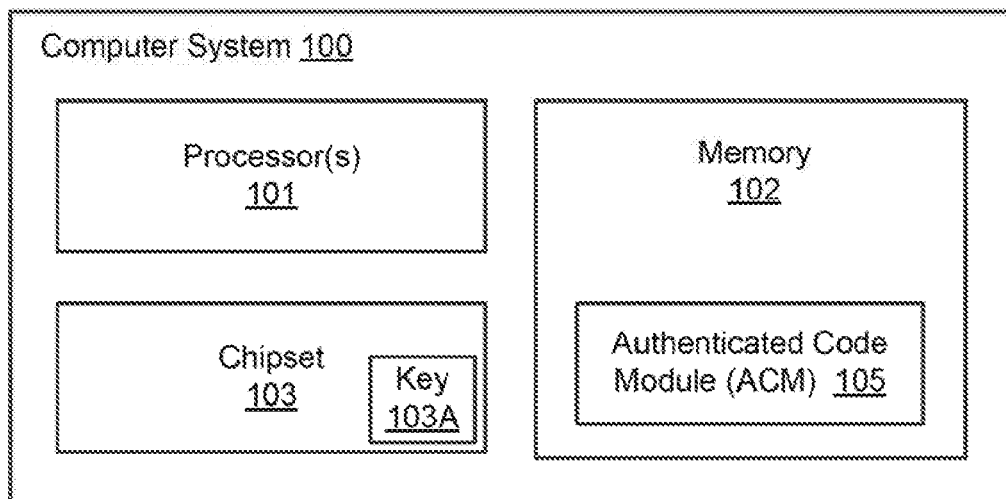 Computer System 100
Processor(s)
101
Memory
102
Chipset
103
Key
103A
Authenticated Code
Module (ACM) 105